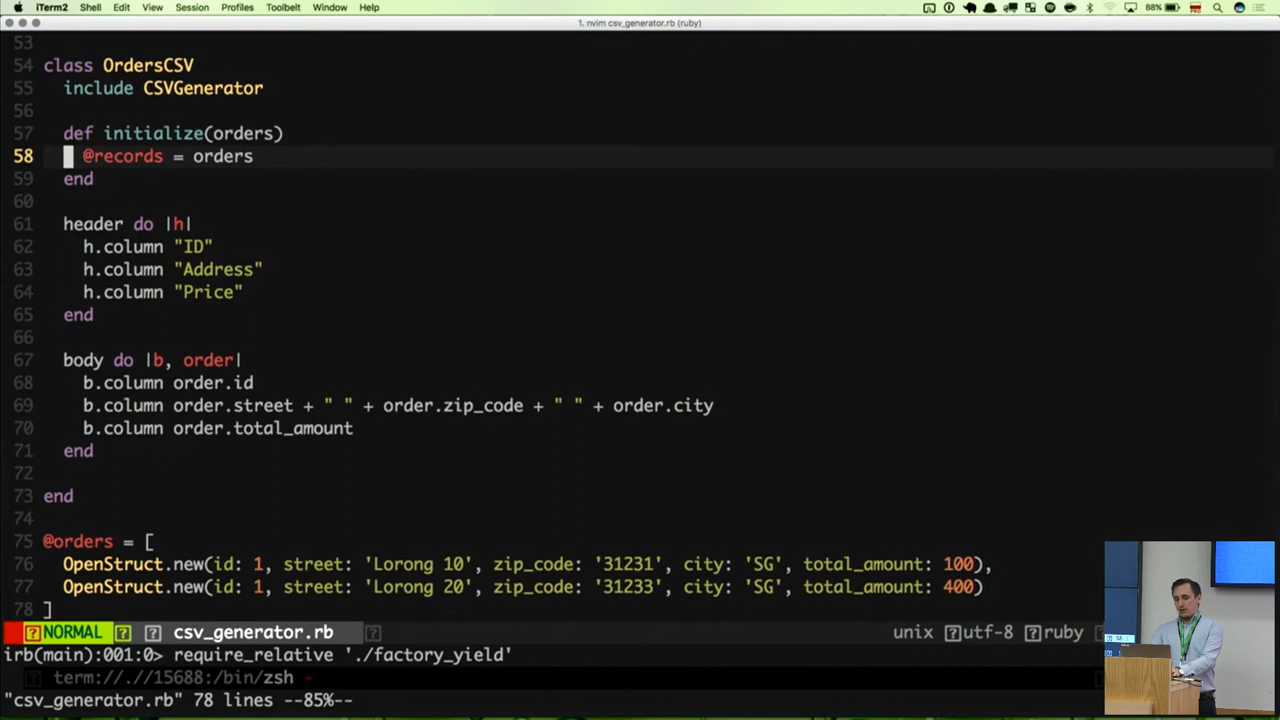 iTerm2 Shell Edit View Session Profiles Toolbelt Window Help 88%
1. nvim csv_generator.rb (ruby)
53
54 class OrdersCSV
55 include CSVGenerator
56
57 def initialize(orders)
58 @records = orders
59 end
60
61 header do |h|
62 h.column "ID"
63 h.column "Address"
64 h.column "Price"
65 end
66
67 body do |b, order|
68 b.column order.id
69 b.column order.street + " " + order.zip_code + " " + order.city
70 b.column order.total_amount
71 end
72
73 end
74
75 @orders = [
76 OpenStruct.new(id: 1, street: 'Lorong 10', zip_code: '31231', city: 'SG', total_amount: 100),
77 OpenStruct.new(id: 1, street: 'Lorong 20', zip_code: '31233', city: 'SG', total_amount: 400)
78 ]
NORMAL csv_generator.rb unix utf-8 ruby
irb(main):001:0> require_relative './factory_yield'
term://.//15688:/bin/zsh -
"csv_generator.rb" 78 lines --85%--